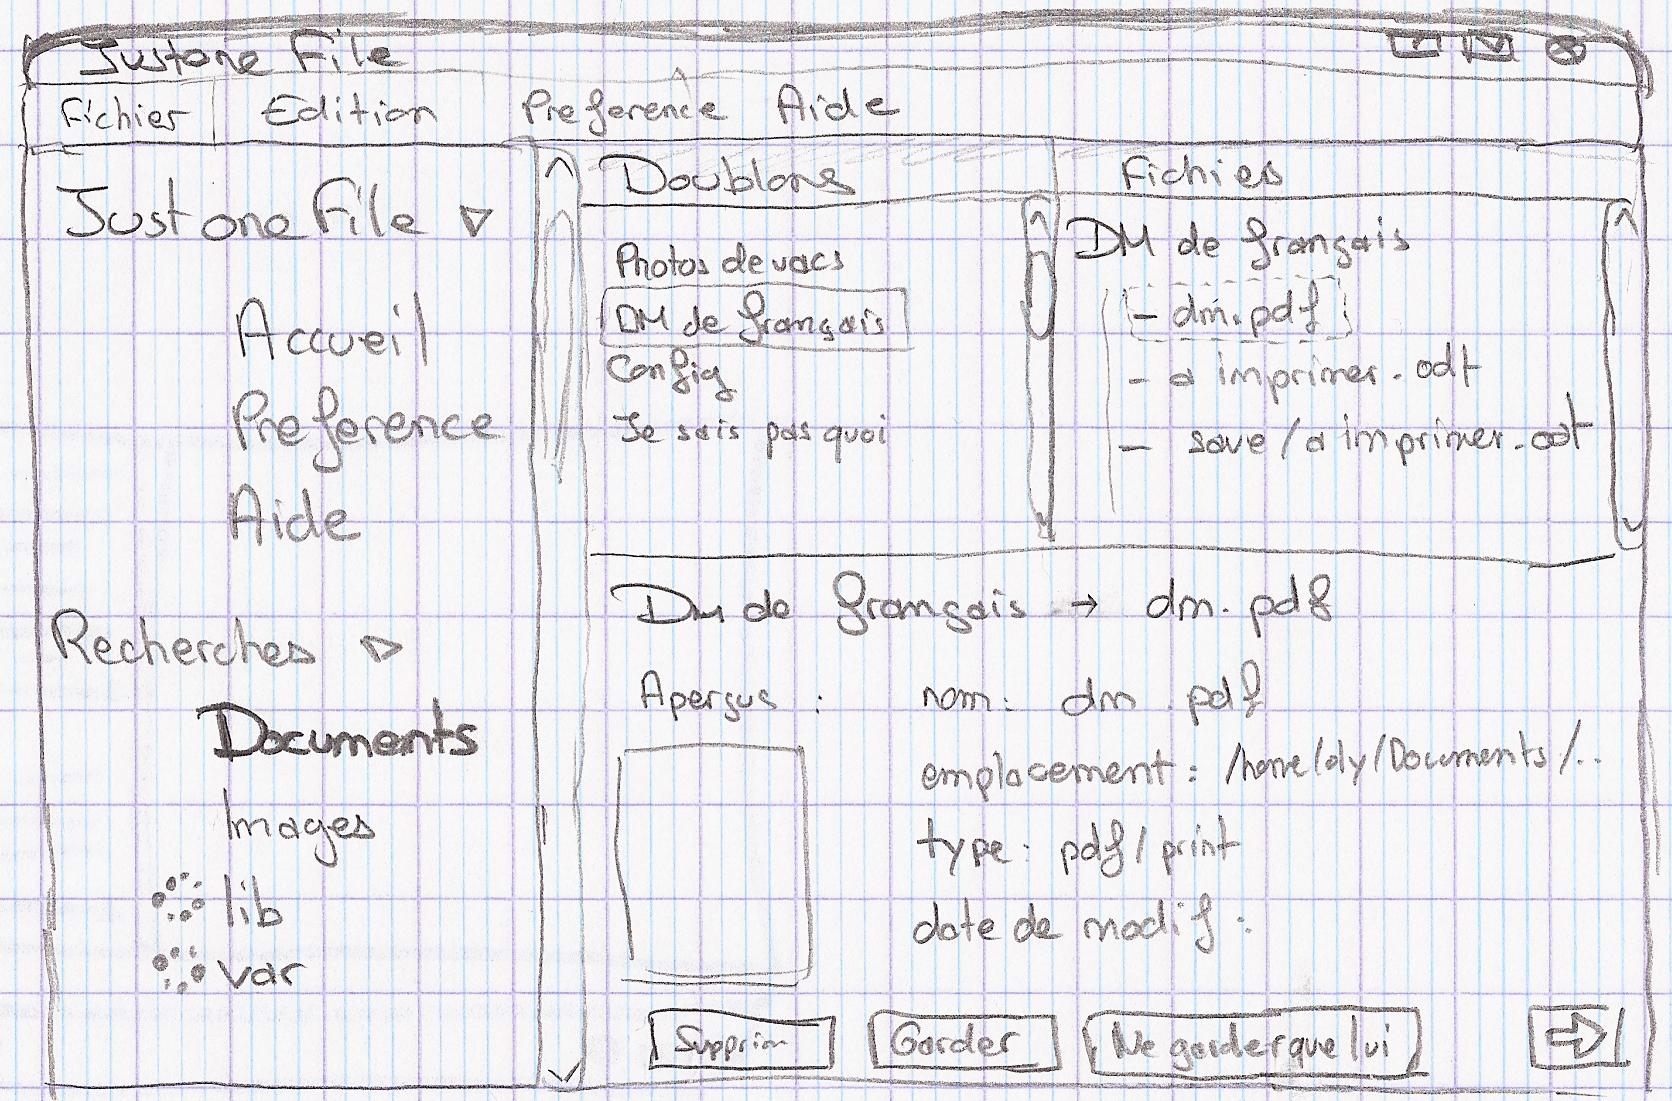 Justone File
Fichier Edition Preference Aide
Just one File
Accueil
Preference
Aide
Recherches
Documents
Images
lib
var
Doublons
Photos de vacs
DM de français
Config
Je sais pas quoi
Fichies
DM de français
- dm.pdf
- a imprimer.odt
- save/a imprimer.odt
DM de français → dm.pdf
Aperçus :
nom: dm.pdf
emplacement: /home/oly/Documents/..
type: pdf/print
date de modif:
Supprim Garder Ne garder que lui